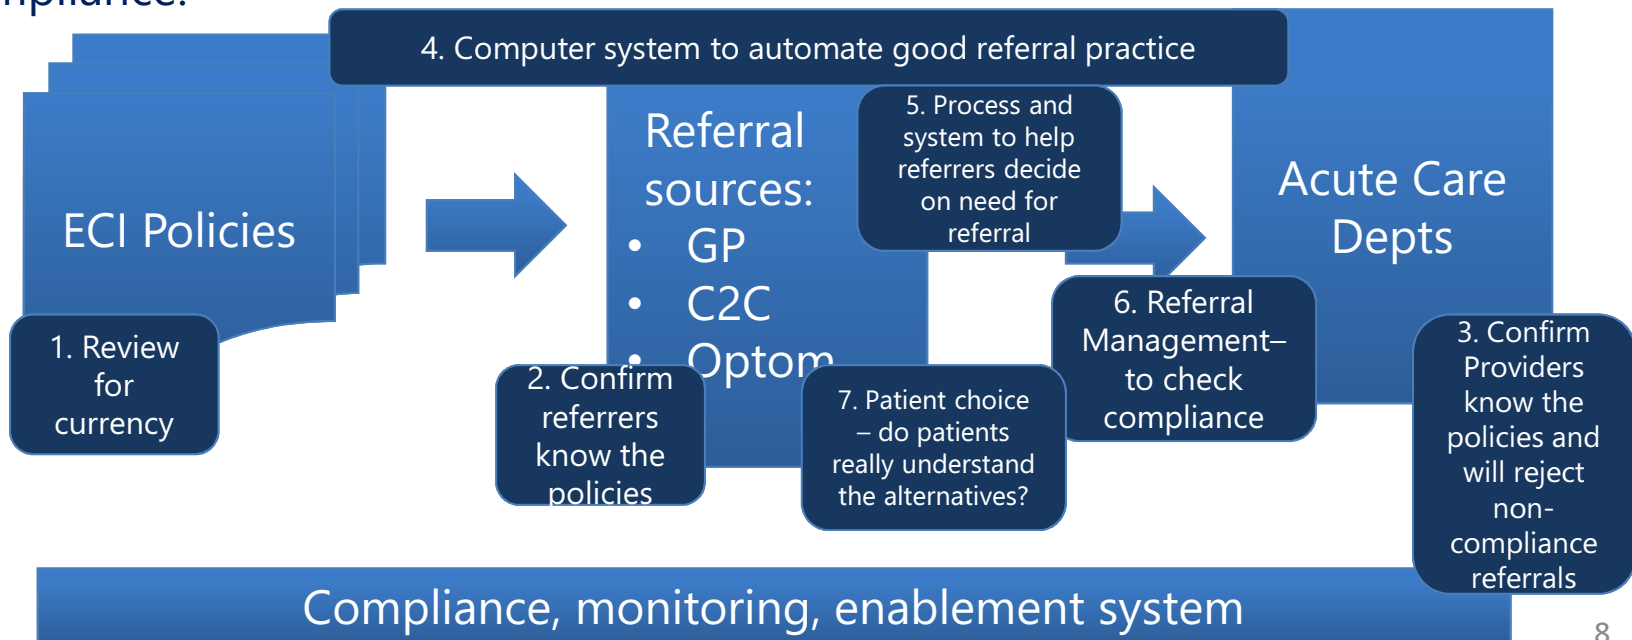 4. Computer system to automate good referral practice
ECI Policies
1. Review
for
currency
Referral
sources:
• GP
• C2C
• Optom
2. Confirm
referrers
know the
policies
5. Process and
system to help
referrers decide
on need for
referral
7. Patient choice
– do patients
really understand
the alternatives?
6. Referral
Management–
to check
compliance
Acute Care
Depts
3. Confirm
Providers
know the
policies and
will reject
non-
compliance
referrals
Compliance, monitoring, enablement system
8